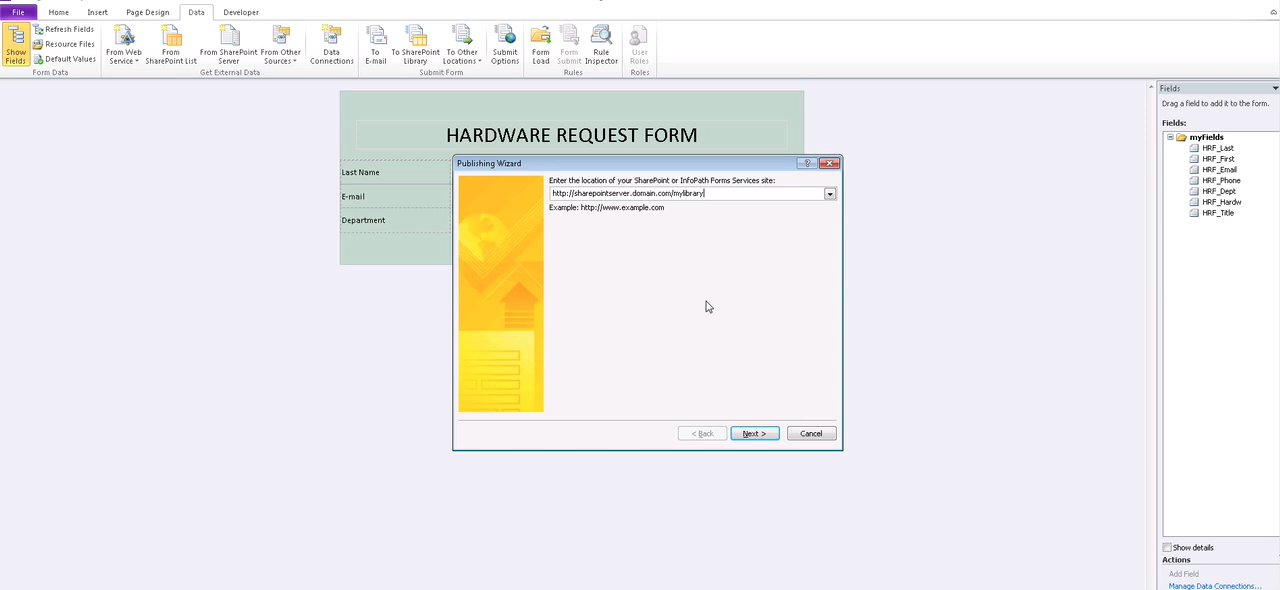 File Home Insert Page Design Data Developer
Show Fields
Refresh Fields
Resource Files
Default Values
Form Data
From Web Service
From SharePoint List
From SharePoint Server
From Other Sources
Data Connections
Get External Data
To E-mail
To SharePoint Library
To Other Locations
Submit Options
Submit Form
Form Load
Form Submit
Rule Inspector
Rules
User Roles
Roles
HARDWARE REQUEST FORM
Last Name
E-mail
Department
Publishing Wizard
Enter the location of your SharePoint or InfoPath Forms Services site:
http://sharepointserver.domain.com/mylibrary
Example: http://www.example.com
< Back Next > Cancel
Fields
Drag a field to add it to the form.
Fields:
myFields
HRF_Last
HRF_First
HRF_Email
HRF_Phone
HRF_Dept
HRF_Hardw
HRF_Title
Show details
Actions
Add Field
Manage Data Connections...